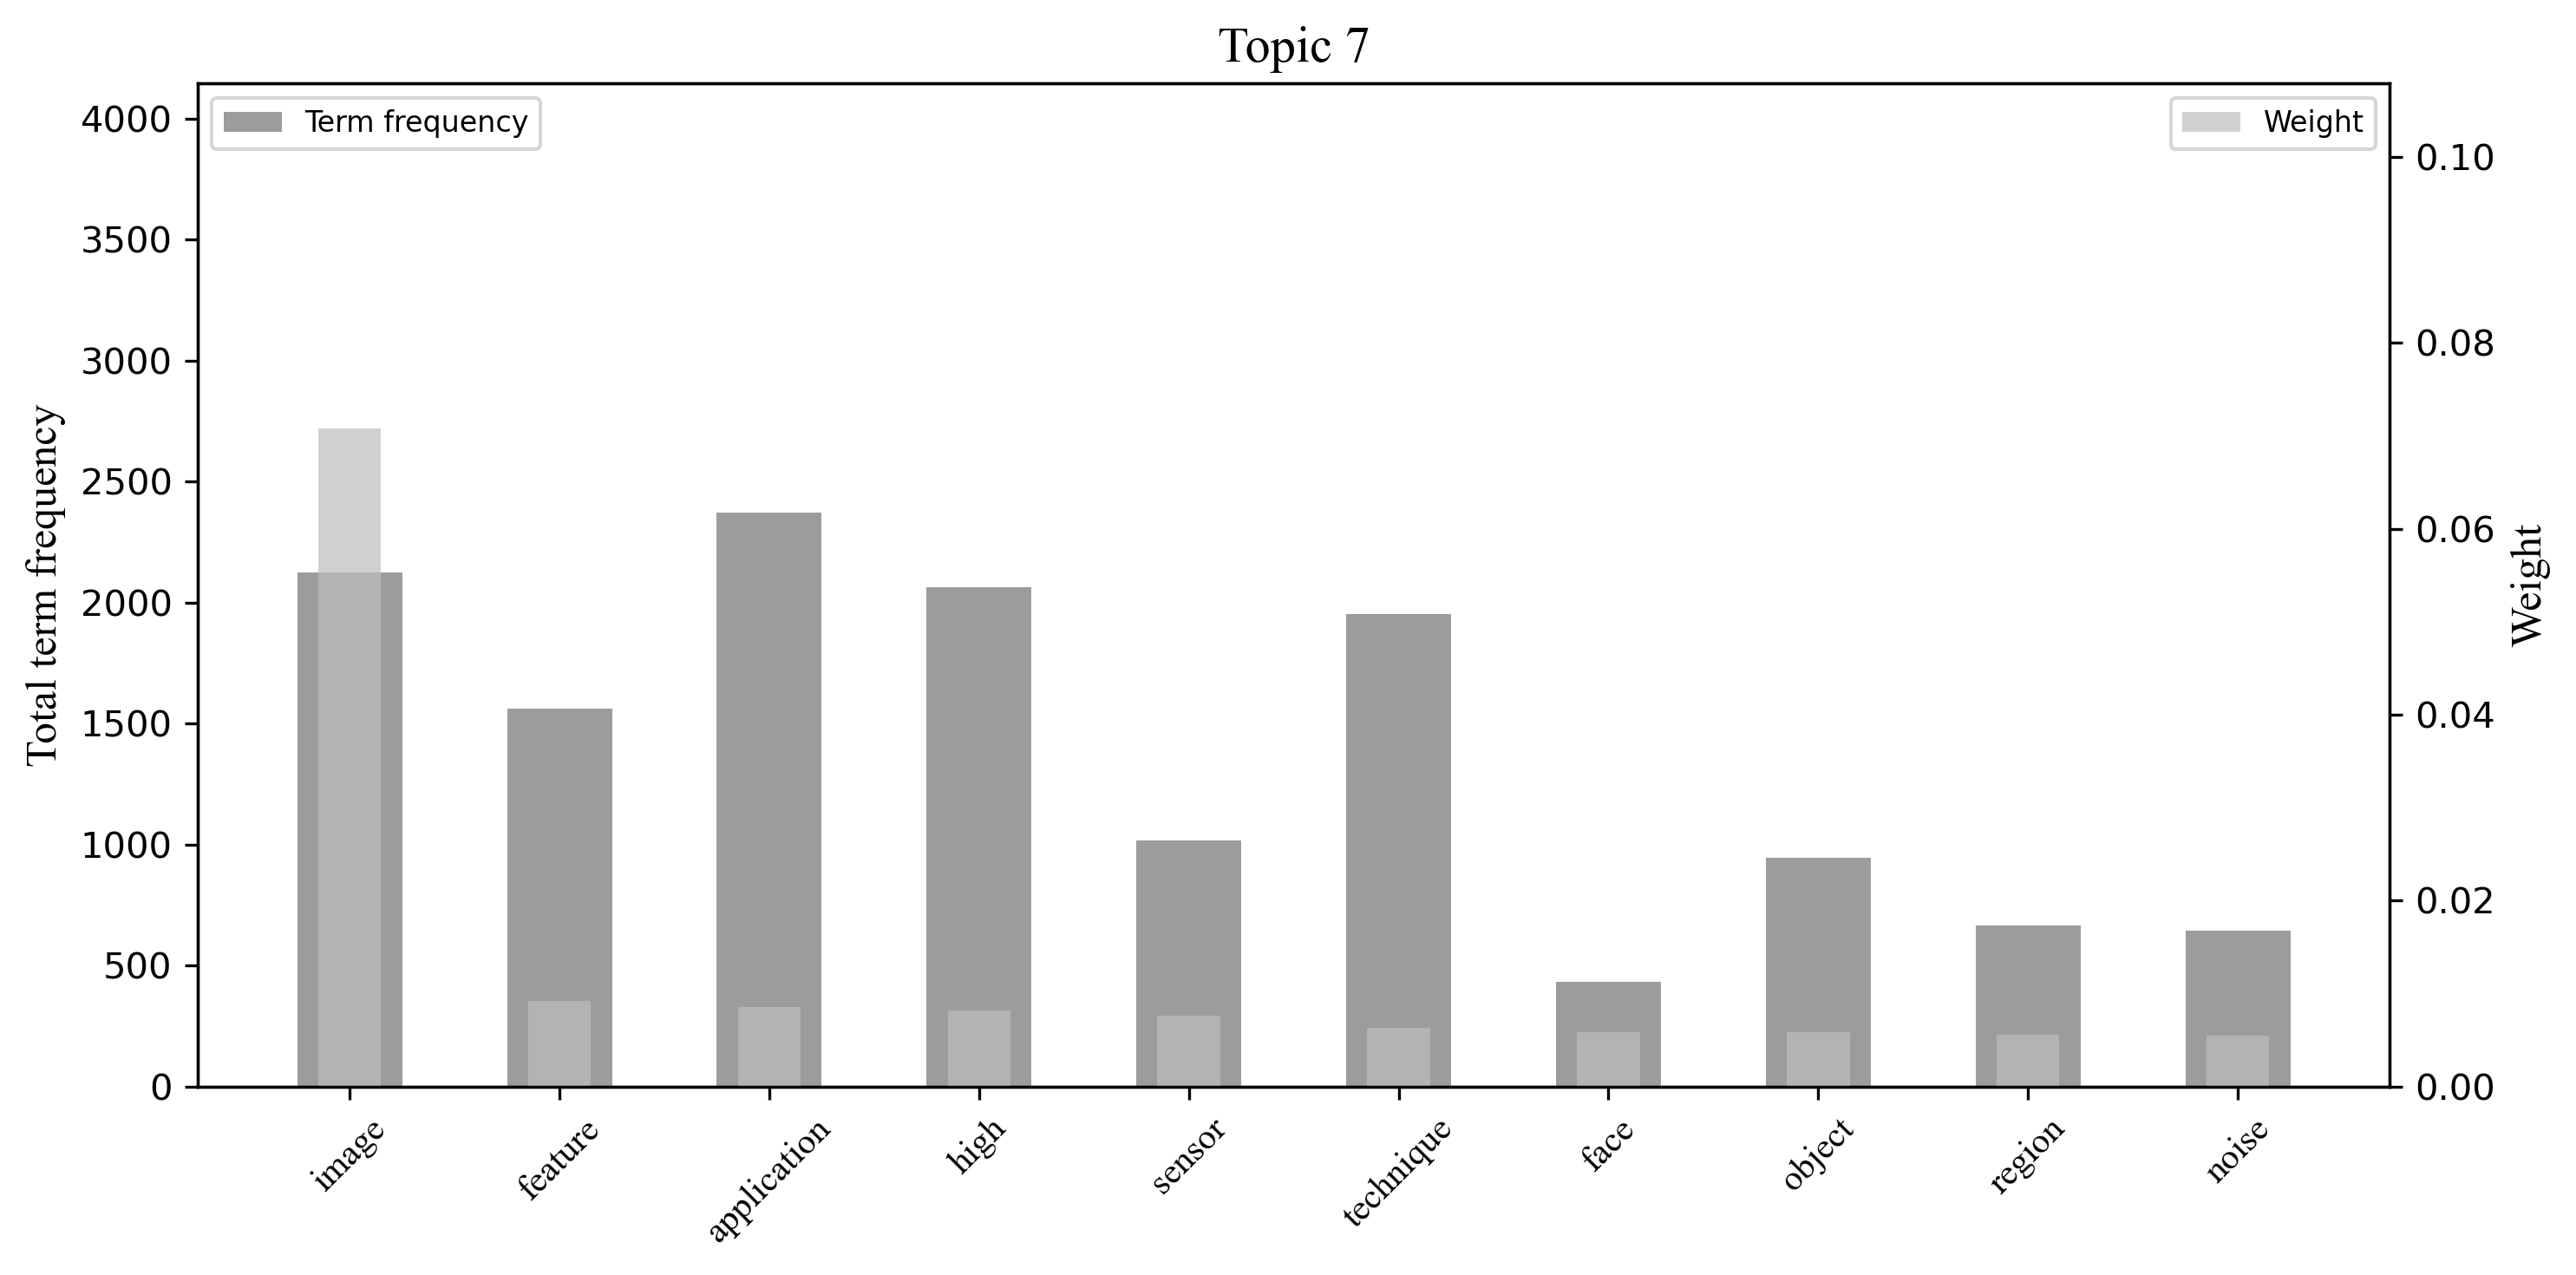 Topic 7
Term frequency
Weight
Total term frequency
4000
3500
3000
2500
2000
1500
1000
500
0
0.10
0.08
0.06
0.04
0.02
0.00
Weight
image
feature
application
high
sensor
technique
face
object
region
noise